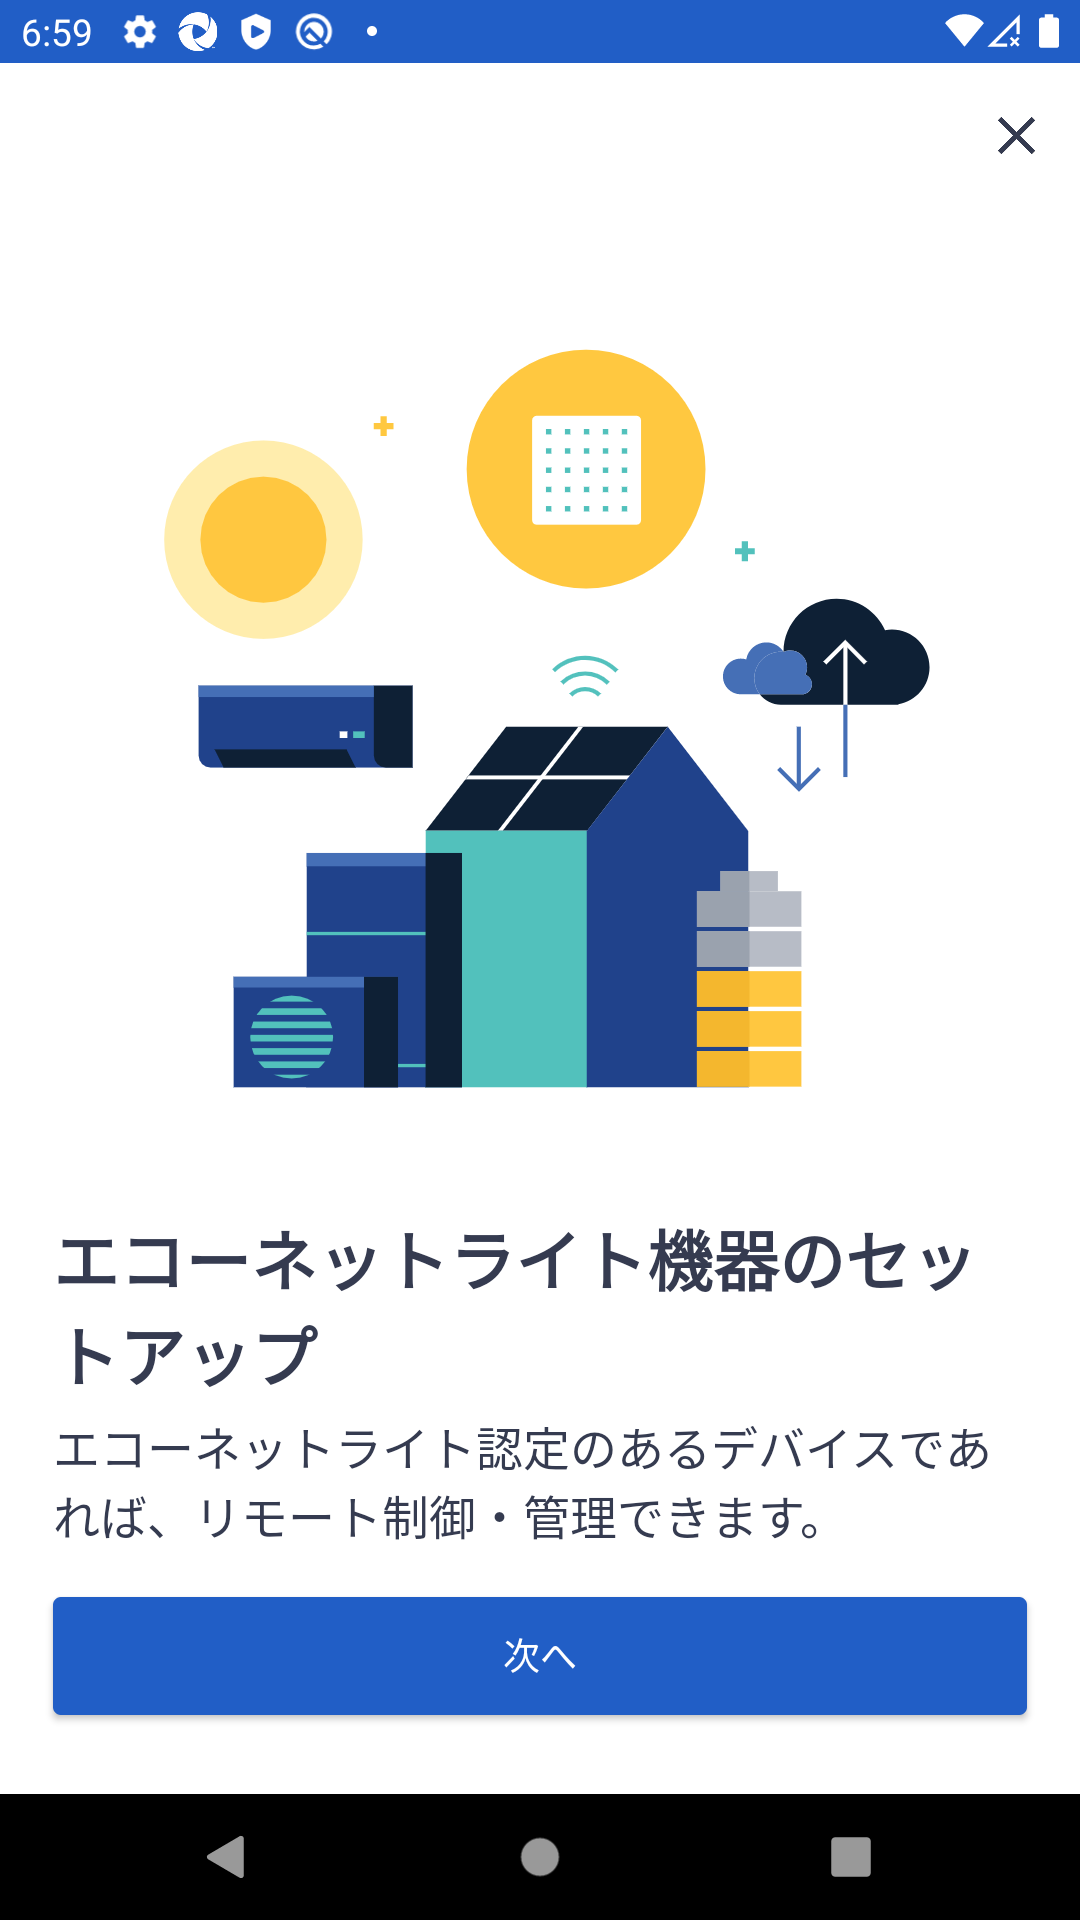 6:59
エコーネットライト機器のセッ
トアップ
エコーネットライト認定のあるデバイスであ
れば、リモート制御・管理できます。
次へ